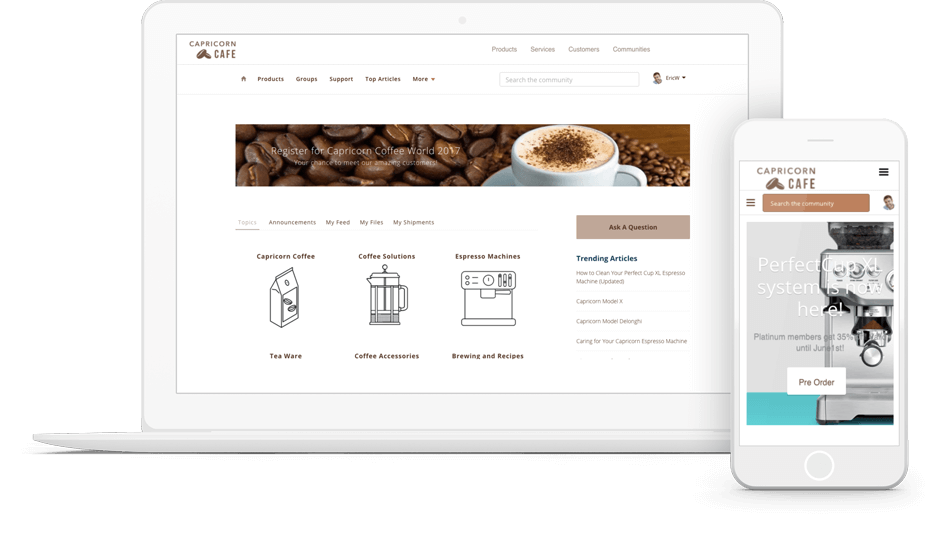 CAPRICORN
CAFE
Products Services Customers Communities
Products Groups Support Top Articles More
Search the community
EricW
Register for Capricorn Coffee World 2017
Your chance to meet our amazing customers!
Topics Announcements My Feed My Files My Shipments
Ask A Question
Capricorn Coffee Coffee Solutions Espresso Machines
Tea Ware Coffee Accessories Brewing and Recipes
Trending Articles
How to Clean Your Perfect Cup XL Espresso
Machine (Updated)
Capricorn Model X
Capricorn Model Delonghi
Caring for Your Capricorn Espresso Machine
CAPRICORN
CAFE
Search the community
PerfectCup XL
system is now
here!
Platinum members get 35%
until June 1st!
Pre Order